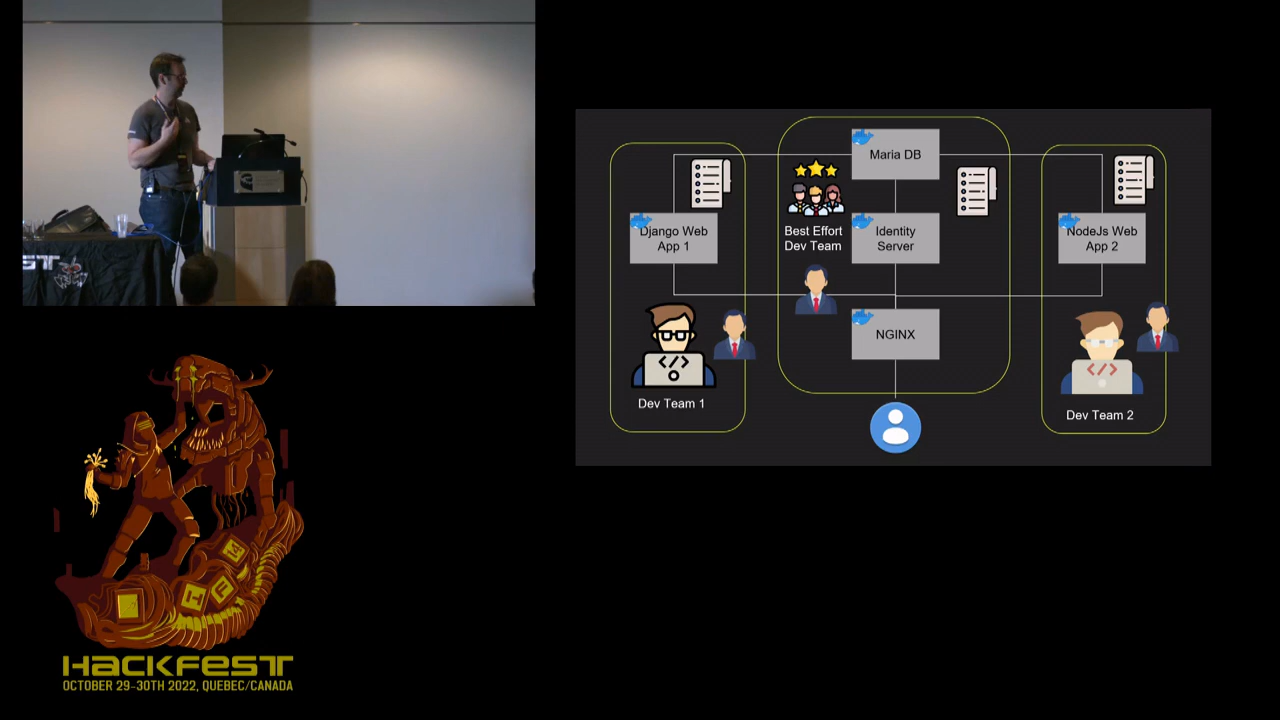 Maria DB
Django Web
App 1
Best Effort
Dev Team
Identity
Server
NodeJs Web
App 2
NGINX
Dev Team 1
Dev Team 2
HACKFEST
OCTOBER 29-30TH 2022, QUEBEC/CANADA